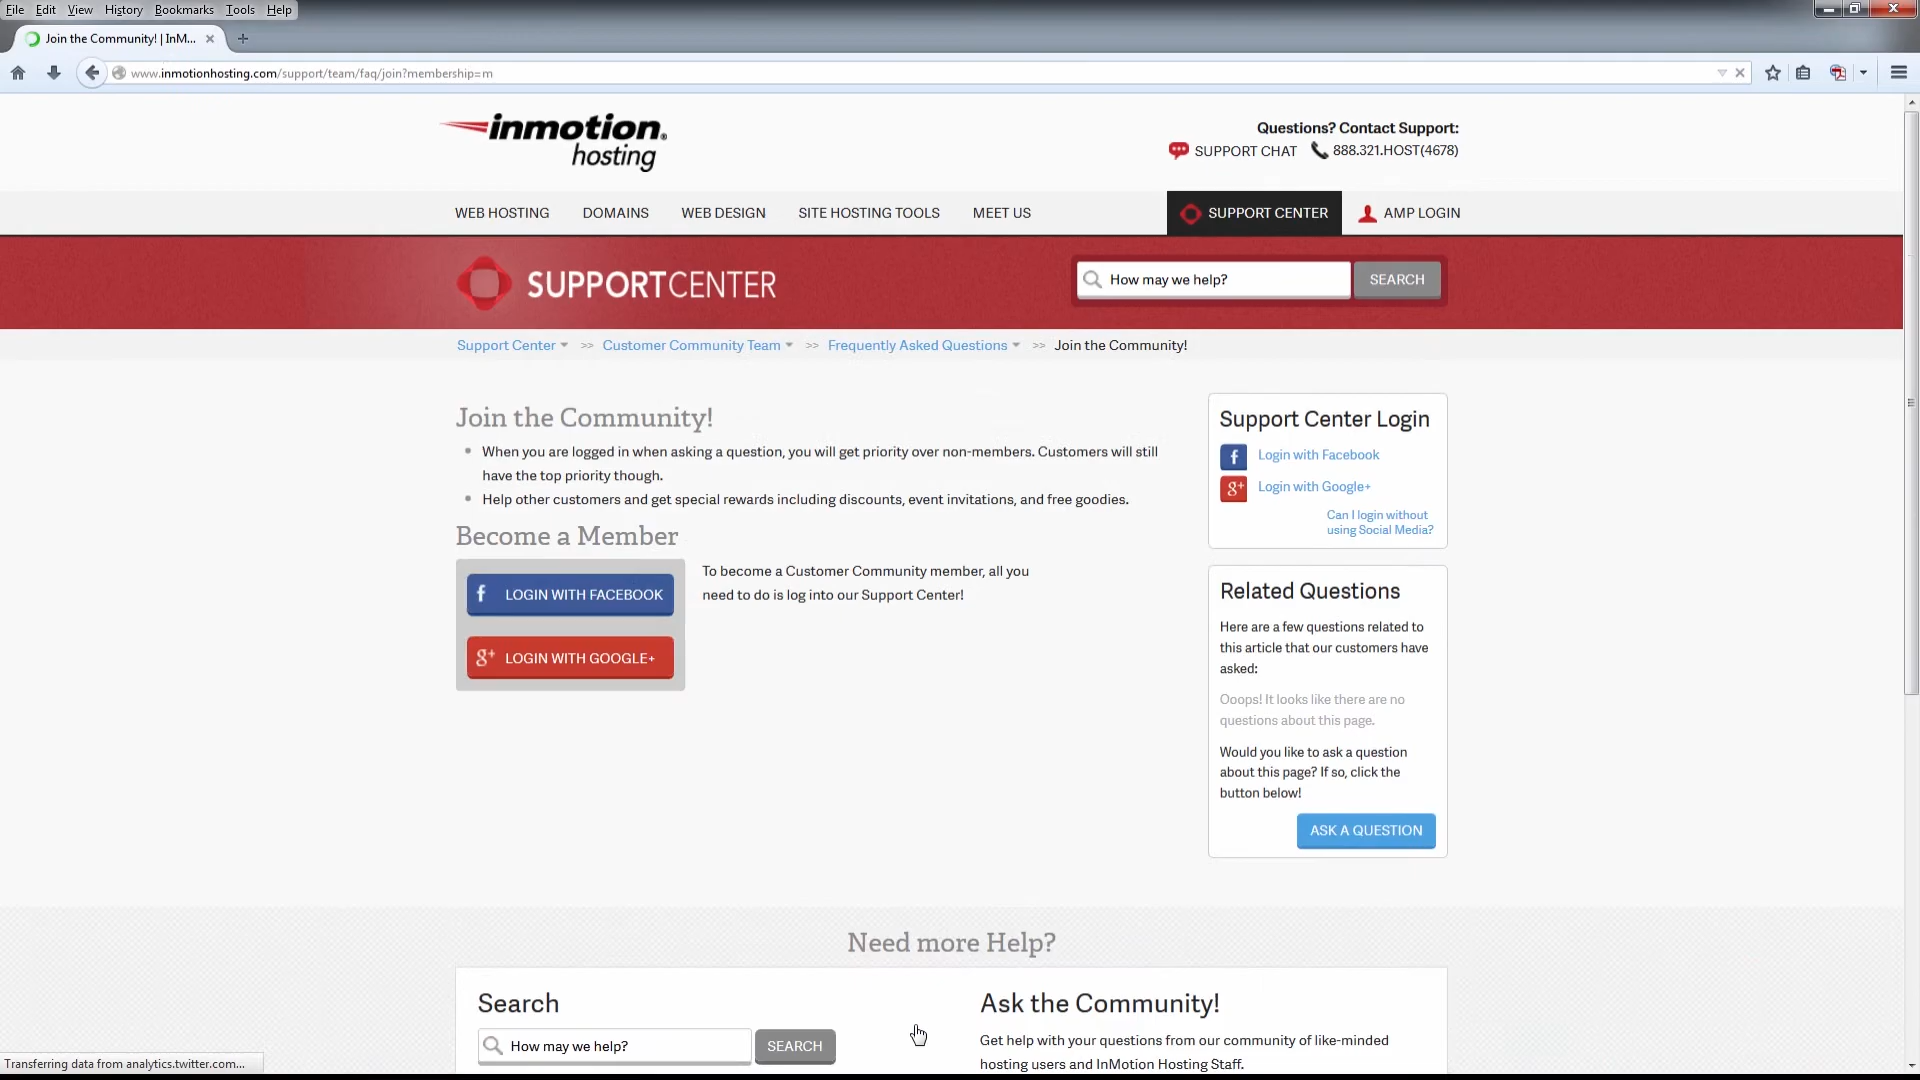 File Edit View History Bookmarks Tools Help
Join the Community! | InM...
www.inmotionhosting.com/support/team/faq/join?membership=m
inmotion®
hosting
Questions? Contact Support:
SUPPORT CHAT 888.321.HOST(4678)
WEB HOSTING DOMAINS WEB DESIGN SITE HOSTING TOOLS MEET US SUPPORT CENTER AMP LOGIN
SUPPORTCENTER
How may we help? SEARCH
Support Center >> Customer Community Team >> Frequently Asked Questions >> Join the Community!
Join the Community!
When you are logged in when asking a question, you will get priority over non-members. Customers will still
have the top priority though.
Help other customers and get special rewards including discounts, event invitations, and free goodies.
Become a Member
f LOGIN WITH FACEBOOK
g+ LOGIN WITH GOOGLE+
To become a Customer Community member, all you
need to do is log into our Support Center!
Support Center Login
f Login with Facebook
g+ Login with Google+
Can I login without
using Social Media?
Related Questions
Here are a few questions related to
this article that our customers have
asked:
Ooops! It looks like there are no
questions about this page.
Would you like to ask a question
about this page? If so, click the
button below!
ASK A QUESTION
Need more Help?
Search
How may we help? SEARCH
Ask the Community!
Get help with your questions from our community of like-minded
hosting users and InMotion Hosting Staff.
Transferring data from analytics.twitter.com...